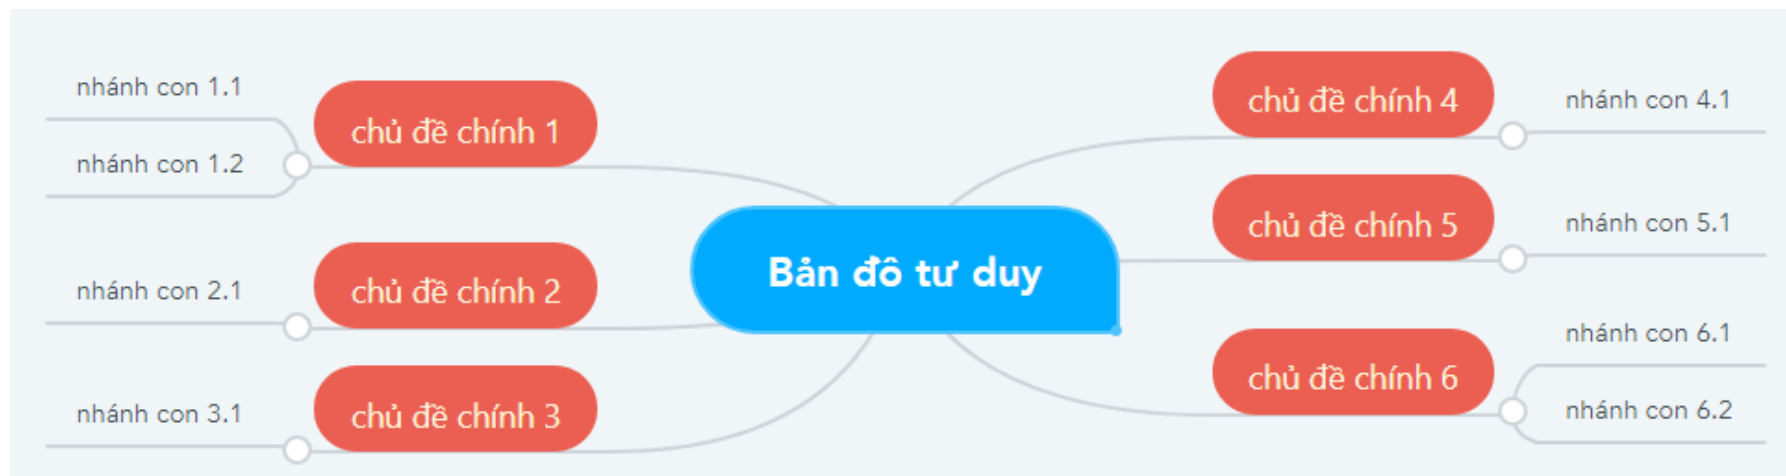 nhánh con 1.1
nhánh con 1.2
chủ đề chính 1
nhánh con 2.1
chủ đề chính 2
nhánh con 3.1
chủ đề chính 3
Bản đô tư duy
chủ đề chính 4
nhánh con 4.1
chủ đề chính 5
nhánh con 5.1
chủ đề chính 6
nhánh con 6.1
nhánh con 6.2